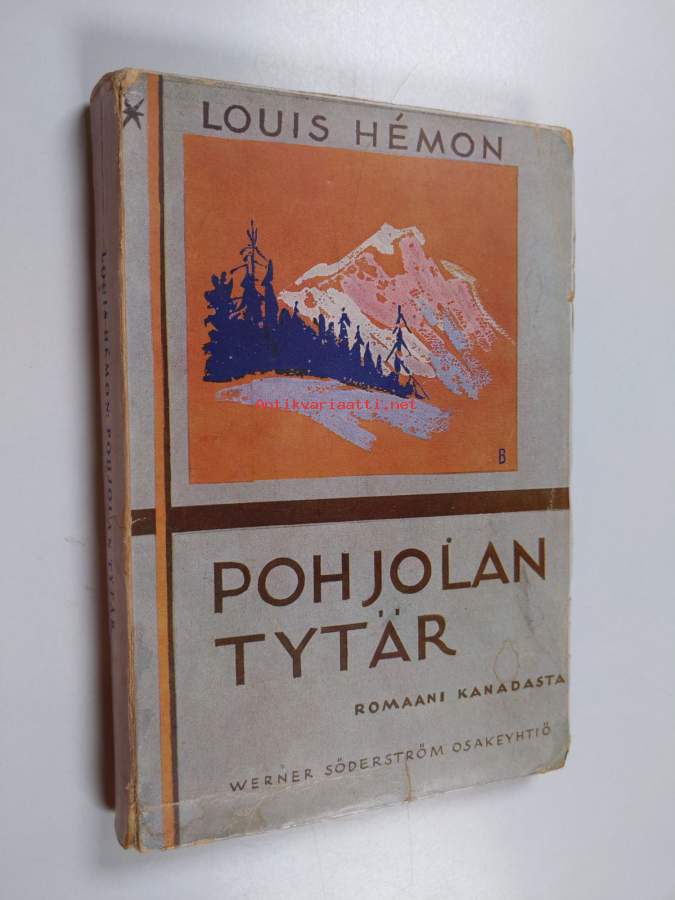 LOUIS HÉMON
Antikvariaatti.net
B
POHJOLAN
TYTÄR
ROMAANI KANADASTA
WERNER SÖDERSTRÖM OSAKEYHTIÖ
LOUIS HÉMON: POHJOLAN TYTÄR